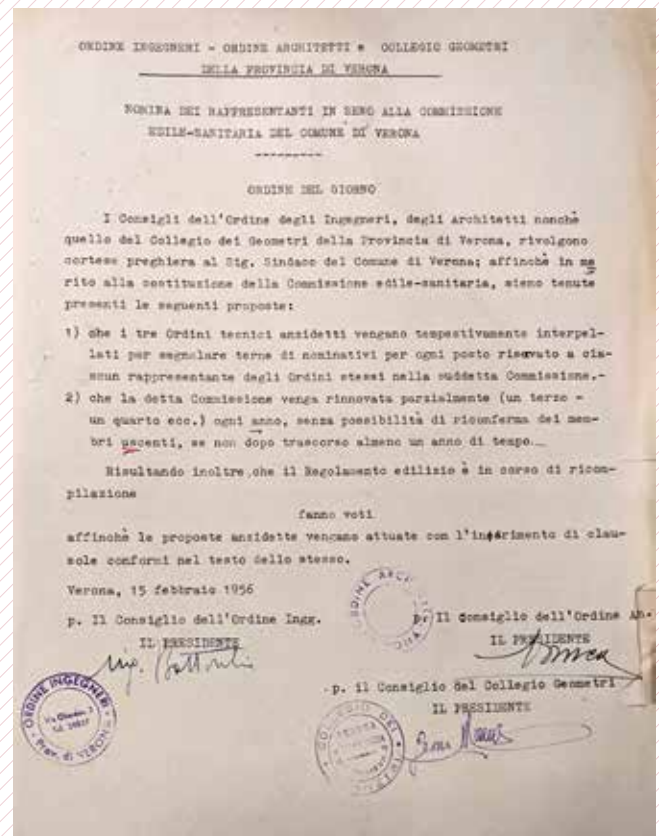 ORDINE INGEGNERI - ORDINE ARCHITETTI e COLLEGIO GEOMETRI
DELLA PROVINCIA DI VERONA
NOMINA DEI RAPPRESENTANTI IN SENO ALLA COMMISSIONE
EDILE-SANITARIA DEL COMUNE DI VERONA
---------
ORDINE DEL GIORNO
I Consigli dell'Ordine degli Ingegneri, degli Architetti nonchè
quello del Collegio dei Geometri della Provincia di Verona, rivolgono
cortese preghiera al Sig. Sindaco del Comune di Verona; affinchè in me
rito alla costituzione della Commissione edile-sanitaria, sieno tenute
presenti le seguenti proposte:
1) che i tre Ordini tecnici anzidetti vengano tempestivamente interpel-
lati per segnalare terne di nominativi per ogni posto riservato a cia-
scun rappresentante degli Ordini stessi nella suddetta Commissione.-
2) che la detta Commissione venga rinnovata parzialmente (un terzo -
un quarto ecc.) ogni anno, senza possibilità di riconferma dei mem-
bri uscenti, se non dopo trascorso almeno un anno di tempo._
Risultando inoltre che il Regolamento edilizio è in corso di ricom-
pilazione
fanno voti
affinchè le proposte anzidette vengano attuate con l'inserimento di clau-
sole conformi nel testo dello stesso.
Verona, 15 febbraio 1956
p. Il Consiglio dell'Ordine Ingg.
IL PRESIDENTE
ORDINE INGEGNERI
Prov. di VERONA
p. Il Consiglio dell'Ordine
IL PRESIDENTE
p. il Consiglio del Collegio Geometri
IL PRESIDENTE
COLLEGIO DEI